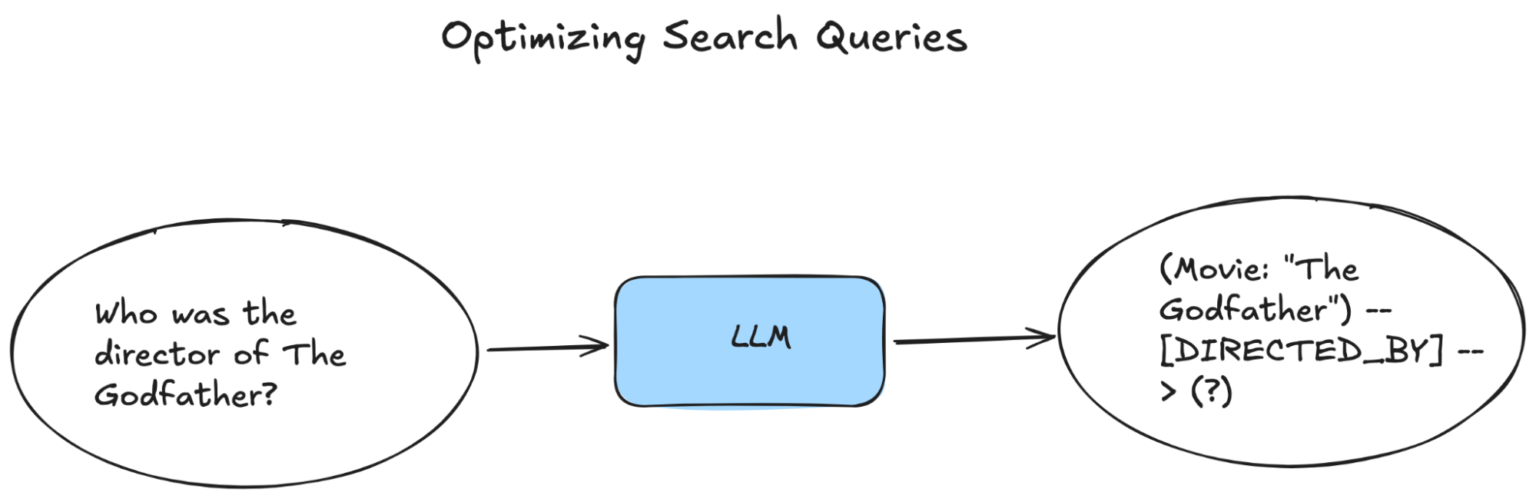 Optimizing Search Queries
Who was the
director of The
Godfather?
LLM
(Movie: "The
Godfather") --
[DIRECTED_BY] --
> (?)